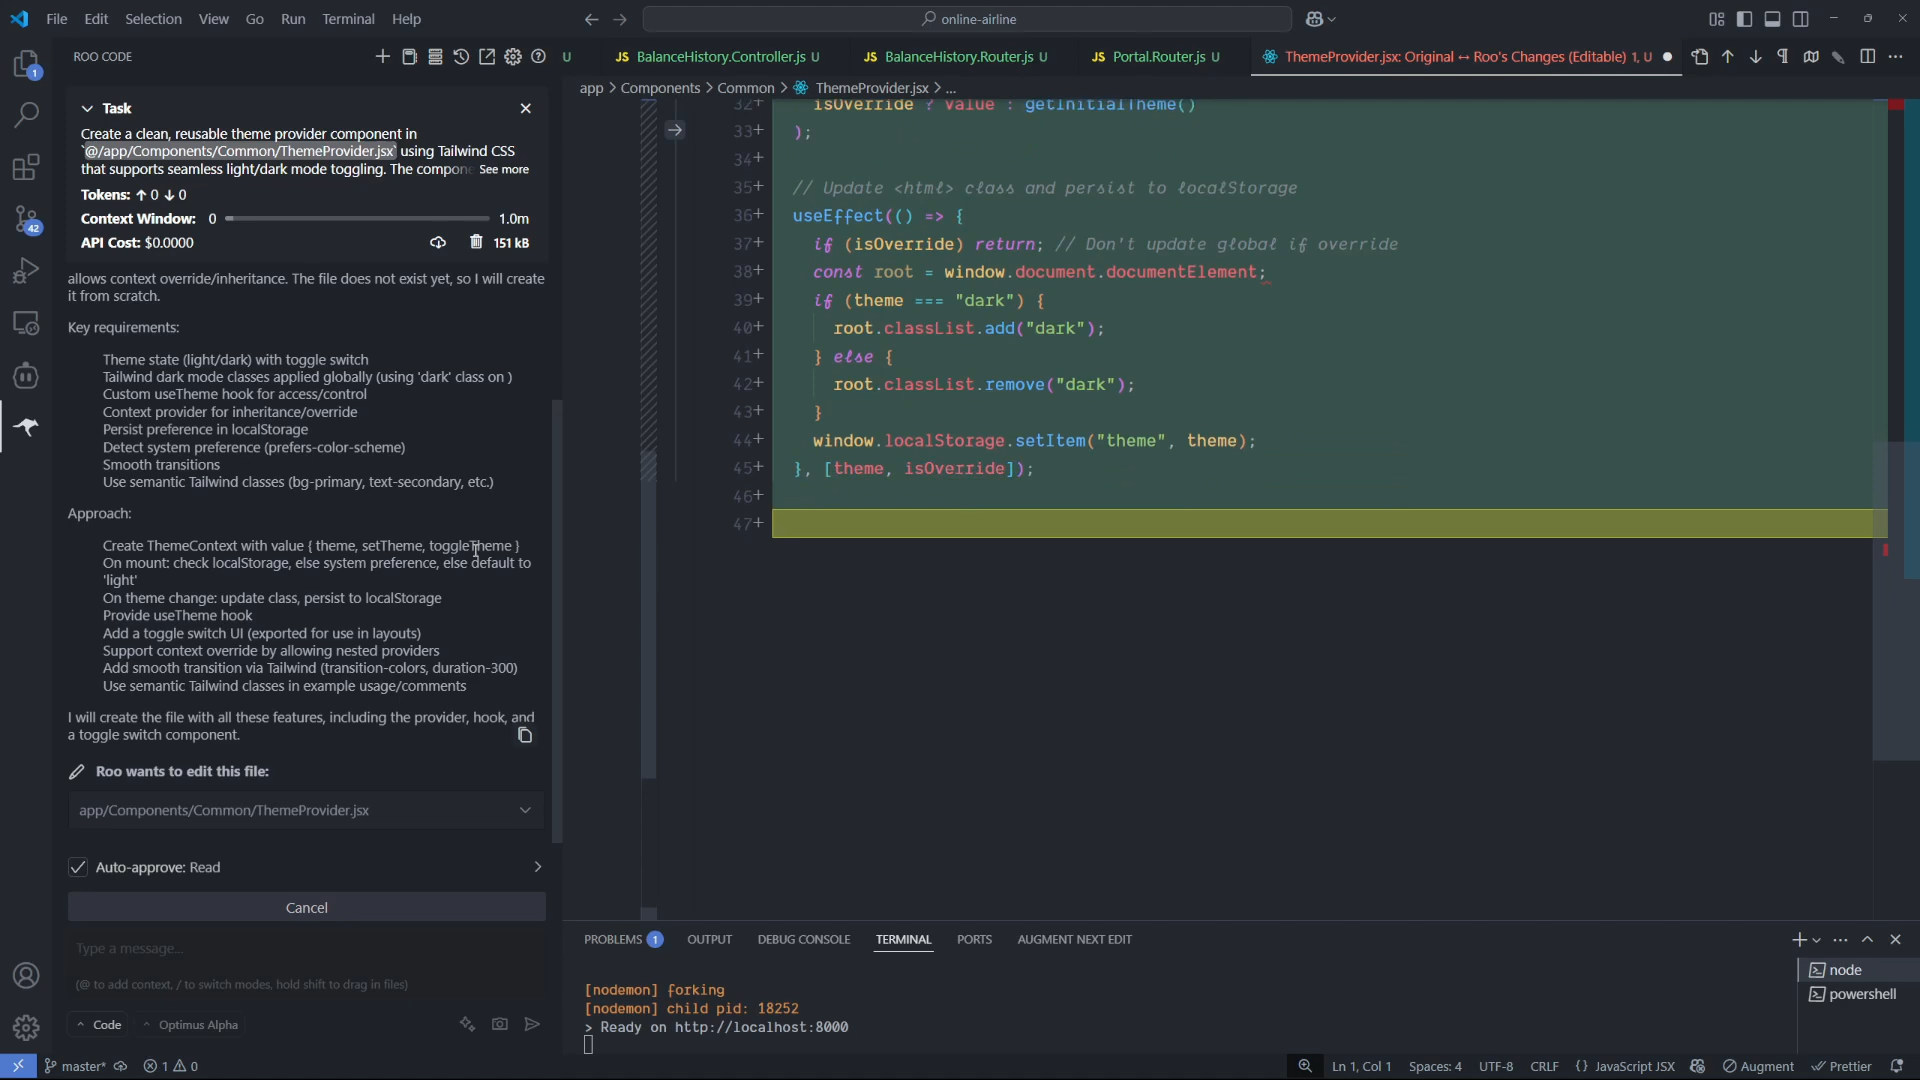 File Edit Selection View Go Run Terminal Help
online-airline
ROO CODE
U
JS BalanceHistory.Controller.js U
JS BalanceHistory.Router.js U
JS Portal.Router.js U
ThemeProvider.jsx: Original ↔ Roo's Changes (Editable) 1, U
app > Components > Common > ThemeProvider.jsx > ...
1
42
Task
Create a clean, reusable theme provider component in
`@/app/Components/Common/ThemeProvider.jsx` using Tailwind CSS
that supports seamless light/dark mode toggling. The compone See more
Tokens: ↑ 0 ↓ 0
Context Window: 0 1.0m
API Cost: $0.0000 151 kB
allows context override/inheritance. The file does not exist yet, so I will create
it from scratch.
Key requirements:
Theme state (light/dark) with toggle switch
Tailwind dark mode classes applied globally (using 'dark' class on )
Custom useTheme hook for access/control
Context provider for inheritance/override
Persist preference in localStorage
Detect system preference (prefers-color-scheme)
Smooth transitions
Use semantic Tailwind classes (bg-primary, text-secondary, etc.)
Approach:
Create ThemeContext with value { theme, setTheme, toggleTheme }
On mount: check localStorage, else system preference, else default to
'light'
On theme change: update class, persist to localStorage
Provide useTheme hook
Add a toggle switch UI (exported for use in layouts)
Support context override by allowing nested providers
Add smooth transition via Tailwind (transition-colors, duration-300)
Use semantic Tailwind classes in example usage/comments
I will create the file with all these features, including the provider, hook, and
a toggle switch component.
Roo wants to edit this file:
app/Components/Common/ThemeProvider.jsx
Auto-approve: Read
Cancel
Type a message...
(@ to add context, / to switch modes, hold shift to drag in files)
Code Optimus Alpha
32+ isOverride ? value : getInitialTheme()
33+ );
34+
35+ // Update <html> class and persist to localStorage
36+ useEffect(() => {
37+ if (isOverride) return; // Don't update global if override
38+ const root = window.document.documentElement;
39+ if (theme === "dark") {
40+ root.classList.add("dark");
41+ } else {
42+ root.classList.remove("dark");
43+ }
44+ window.localStorage.setItem("theme", theme);
45+ }, [theme, isOverride]);
46+
47+
PROBLEMS 1 OUTPUT DEBUG CONSOLE TERMINAL PORTS AUGMENT NEXT EDIT
[nodemon] forking
[nodemon] child pid: 18252
> Ready on http://localhost:8000
node
powershell
master* 1 0 Ln 1, Col 1 Spaces: 4 UTF-8 CRLF {} JavaScript JSX Augment Prettier